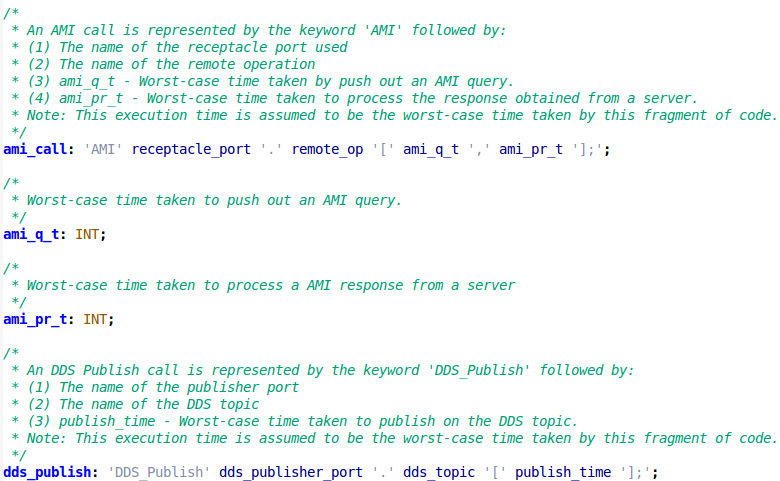 /*
 * An AMI call is represented by the keyword 'AMI' followed by:
 * (1) The name of the receptacle port used
 * (2) The name of the remote operation
 * (3) ami_q_t - Worst-case time taken by push out an AMI query.
 * (4) ami_pr_t - Worst-case time taken to process the response obtained from a server.
 * Note: This execution time is assumed to be the worst-case time taken by this fragment of code.
 */
ami_call: 'AMI' receptacle_port '.' remote_op '[' ami_q_t ',' ami_pr_t '];';

/*
 * Worst-case time taken to push out an AMI query.
 */
ami_q_t: INT;

/*
 * Worst-case time taken to process a AMI response from a server
 */
ami_pr_t: INT;

/*
 * An DDS Publish call is represented by the keyword 'DDS_Publish' followed by:
 * (1) The name of the publisher port
 * (2) The name of the DDS topic
 * (3) publish_time - Worst-case time taken to publish on the DDS topic.
 * Note: This execution time is assumed to be the worst-case time taken by this fragment of code.
 */
dds_publish: 'DDS_Publish' dds_publisher_port '.' dds_topic '[' publish_time '];';